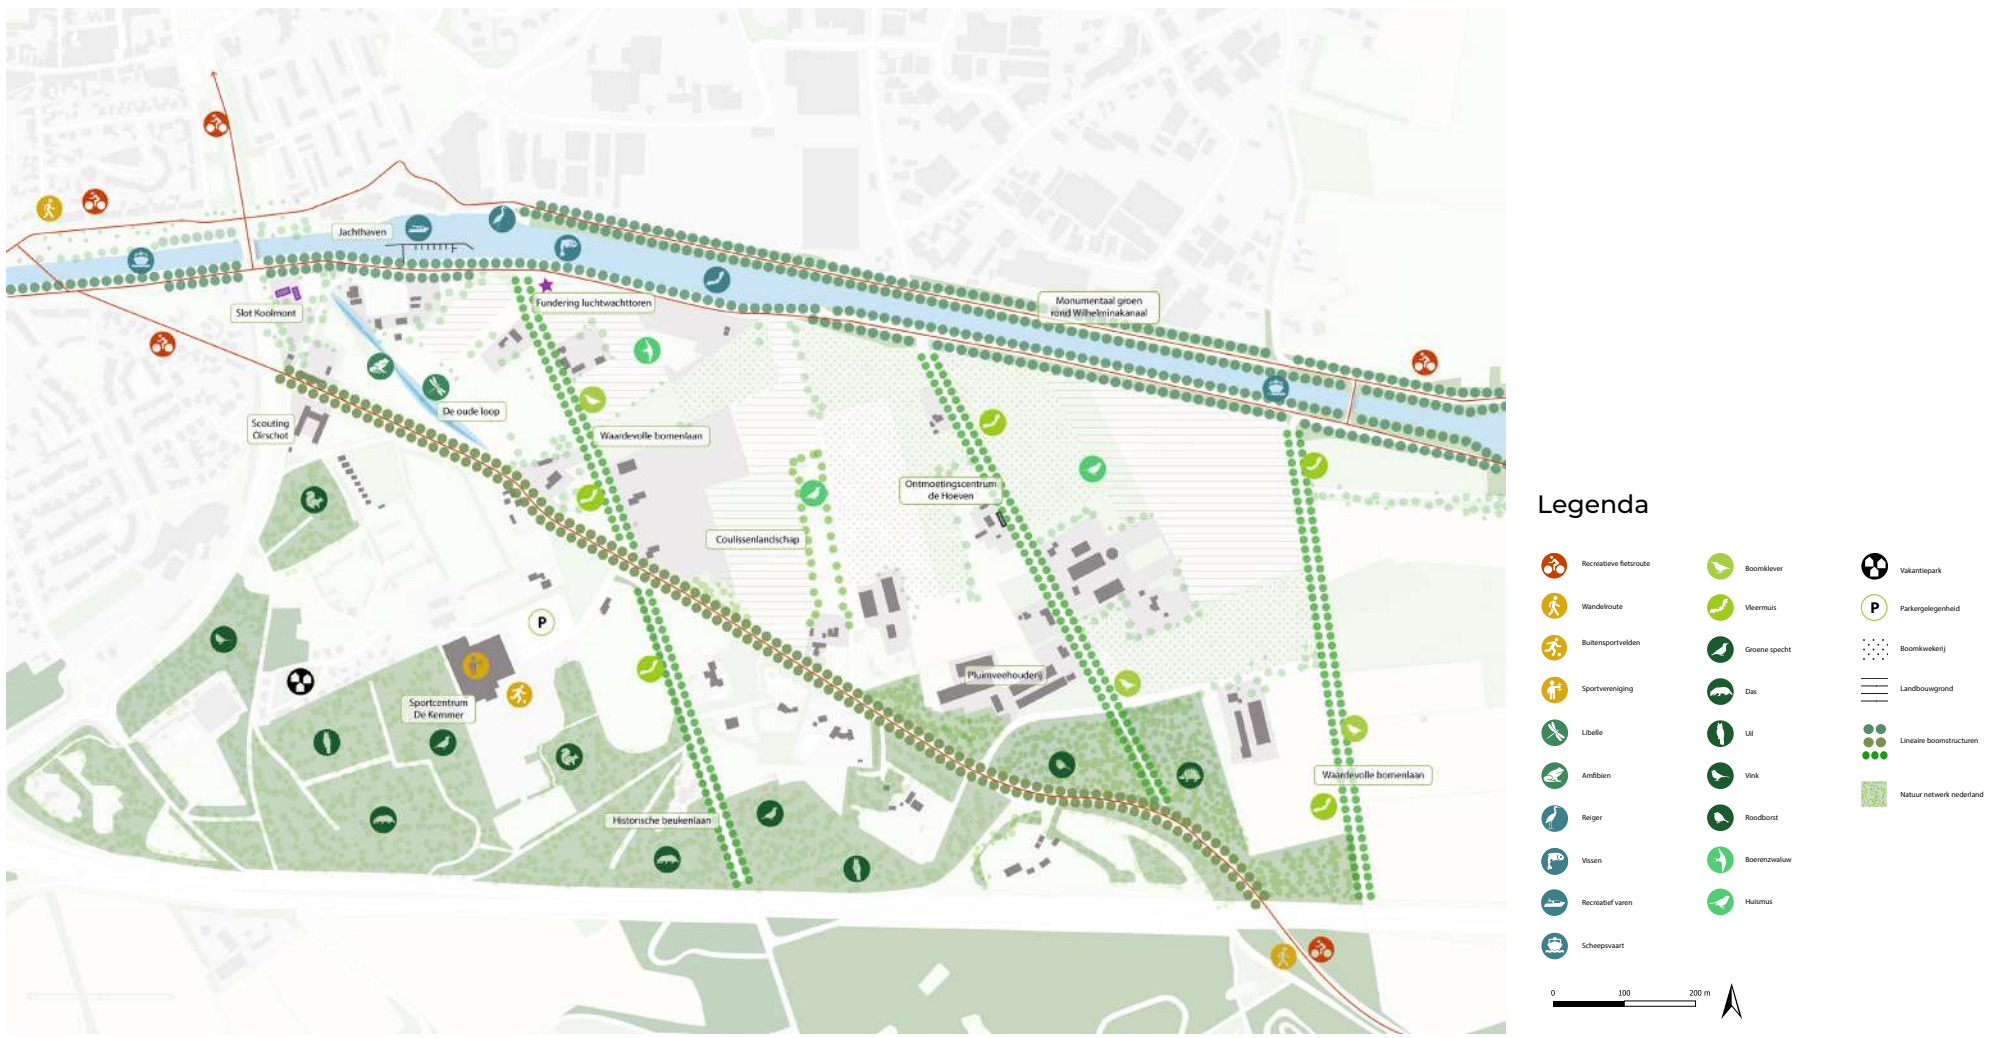 Jachthaven
Slot Koolmont
Fundering luchtwachttoren
Monumentaal groen
rond Wilhelminakanaal
De oude loop
Scouting
Oirschot
Waardevolle bomenlaan
Ontmoetingscentrum
de Hoeven
Coulissenlandschap
P
Pluimveehouderij
Sportcentrum
De Kemmer
Waardevolle bomenlaan
Historische beukenlaan
Legenda
Recreatieve fietsroute
Wandelroute
Buitensportvelden
Sportvereniging
Libelle
Amfibien
Reiger
Vissen
Recreatief varen
Scheepsvaart
Boomklever
Vleermuis
Groene specht
Das
Uil
Vink
Roodborst
Boerenzwaluw
Huismus
Vakantiepark
P
Parkergelegenheid
Boomkwekerij
Landbouwgrond
Lineaire boomstructuren
Natuur netwerk nederland
0 100 200 m